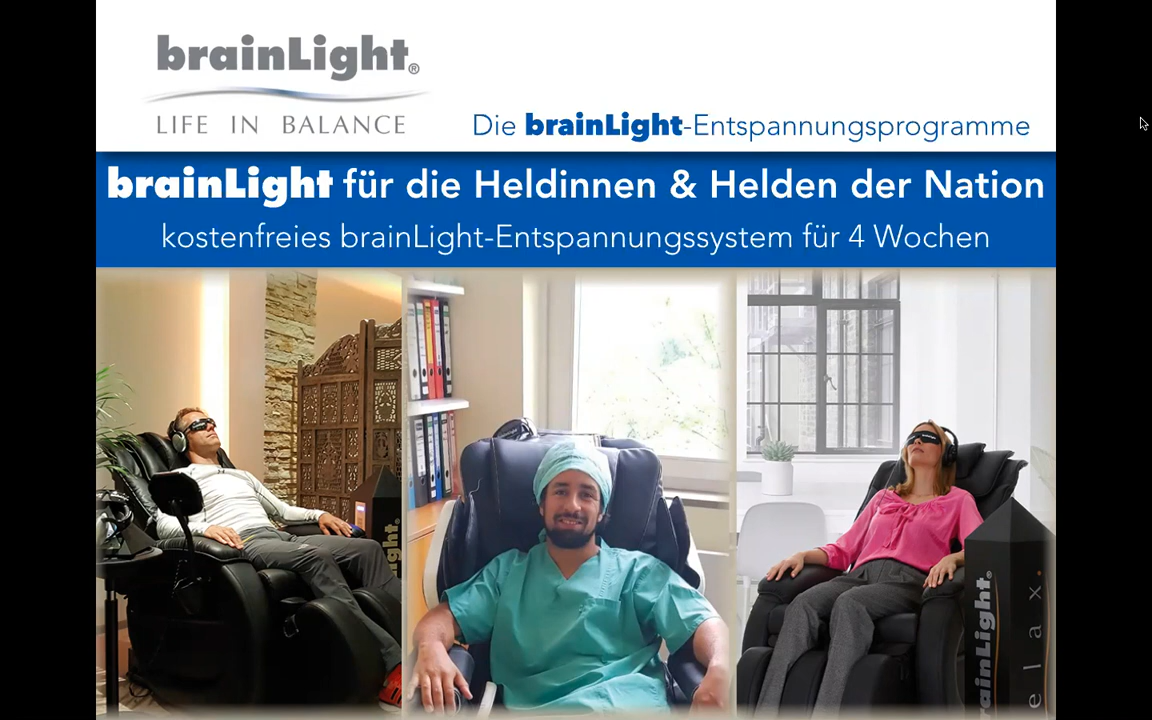 brainLight®
LIFE IN BALANCE
Die brainLight-Entspannungsprogramme
brainLight für die Heldinnen & Helden der Nation
kostenfreies brainLight-Entspannungssystem für 4 Wochen